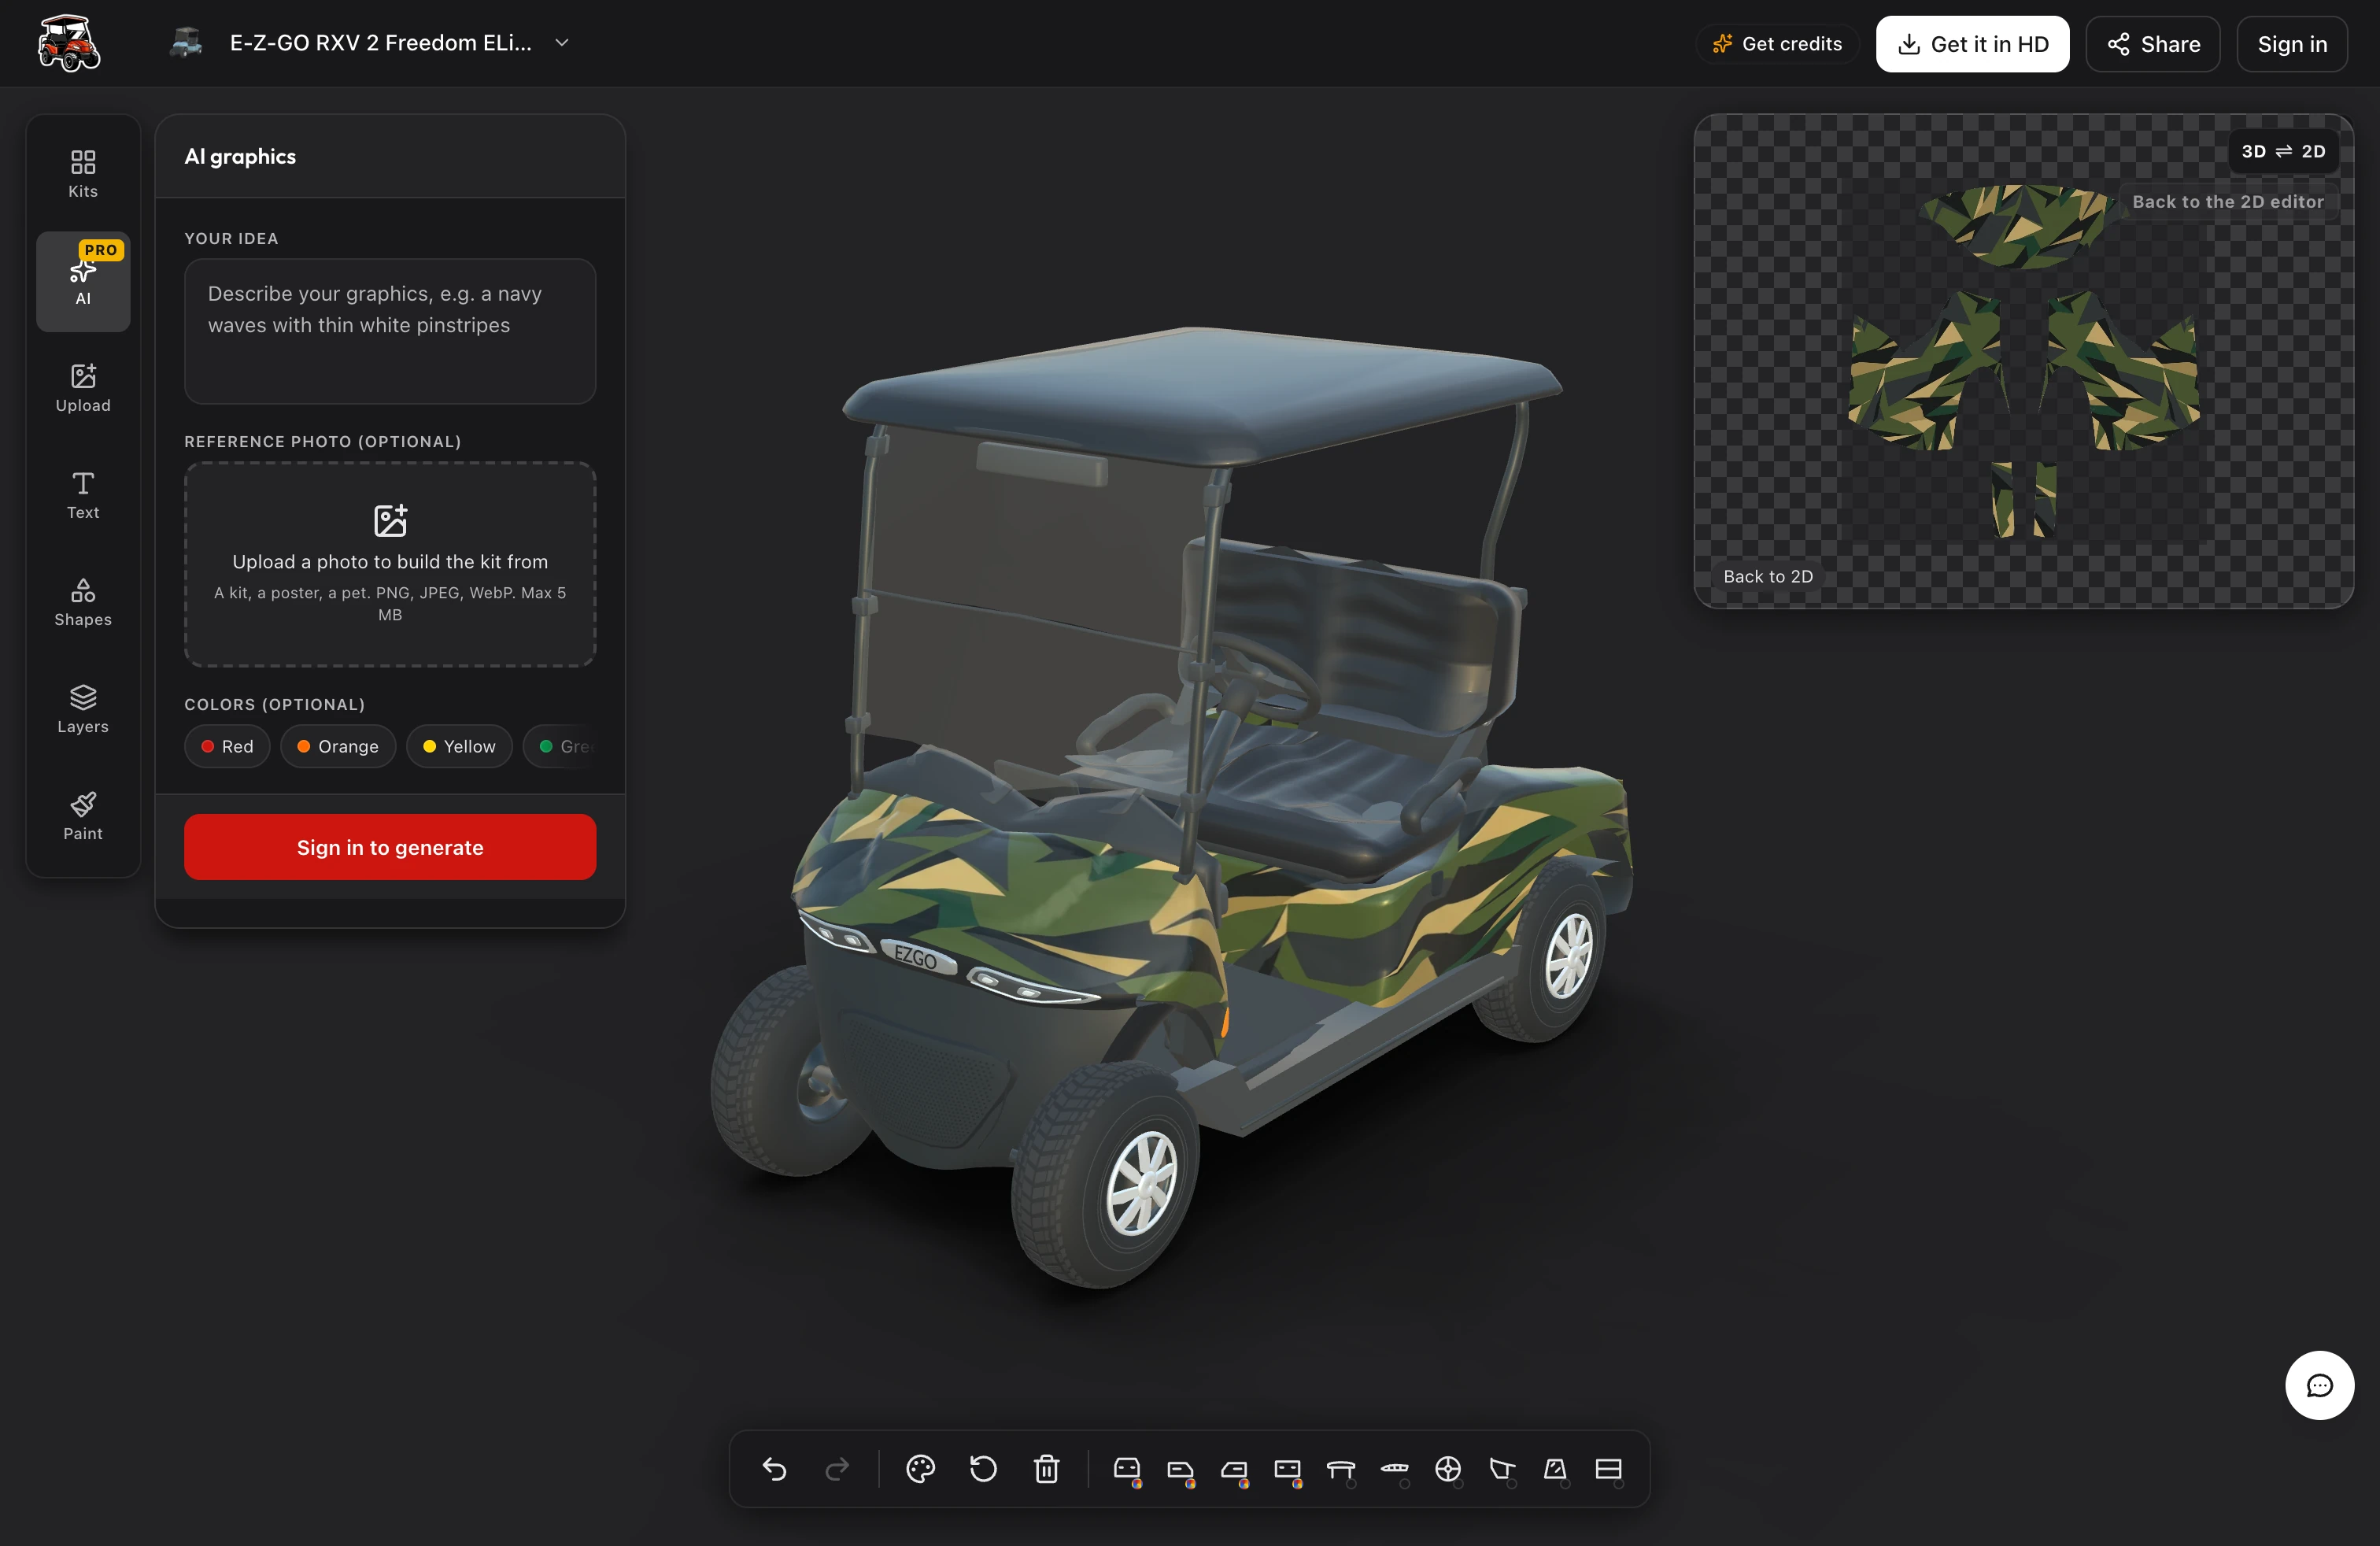 E-Z-GO RXV 2 Freedom ELi...
Get credits
Get it in HD
Share
Sign in
Kits
PRO
AI
Upload
Text
Shapes
Layers
Paint
AI graphics
YOUR IDEA
Describe your graphics, e.g. a navy
waves with thin white pinstripes
REFERENCE PHOTO (OPTIONAL)
Upload a photo to build the kit from
A kit, a poster, a pet. PNG, JPEG, WebP. Max 5
MB
COLORS (OPTIONAL)
Red
Orange
Yellow
Gre
Sign in to generate
EZGO
3D ⇌ 2D
Back to the 2D editor
Back to 2D